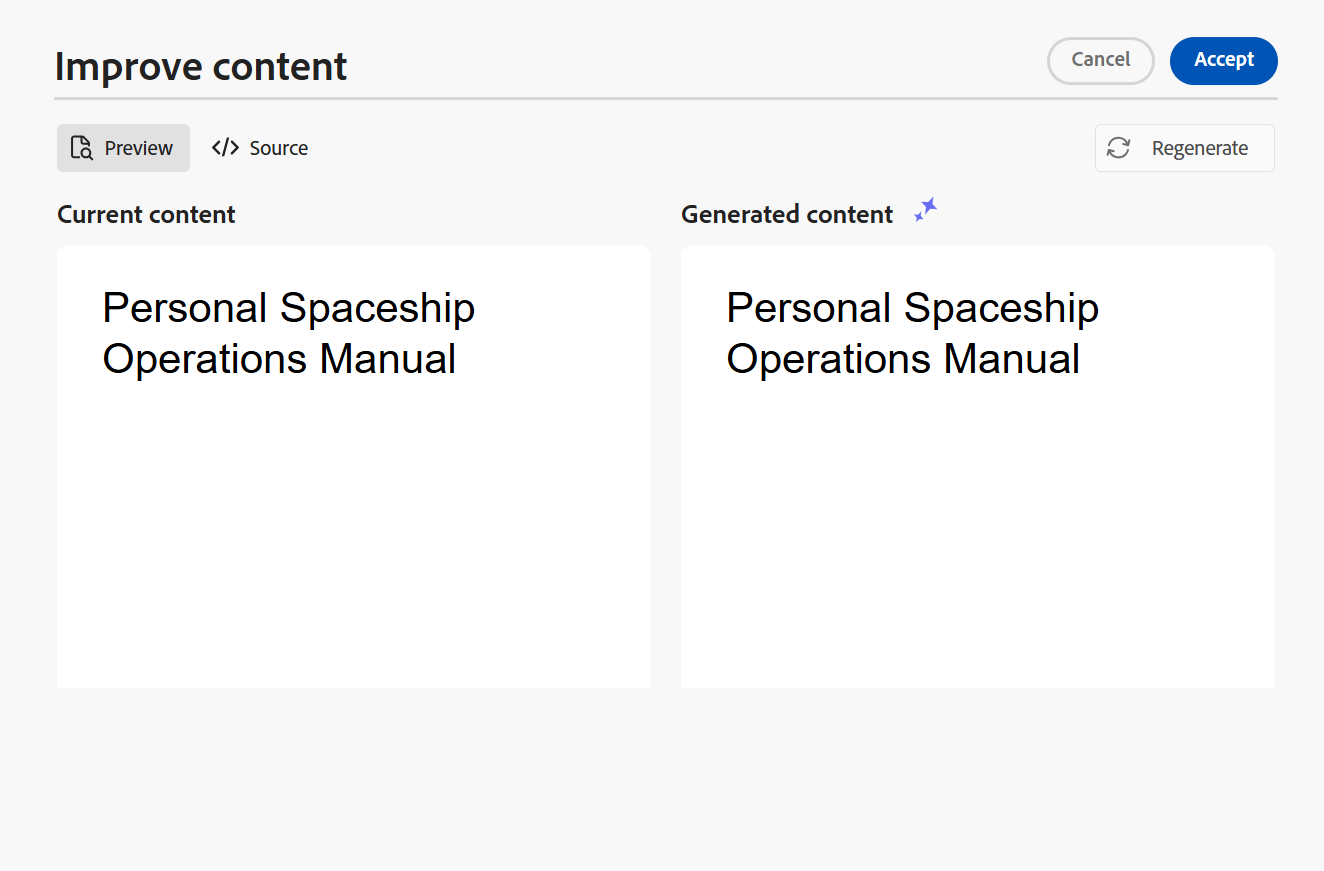 Improve content
Cancel
Accept
Preview
</> Source
Regenerate
Current content
Generated content
Personal Spaceship
Operations Manual
Personal Spaceship
Operations Manual